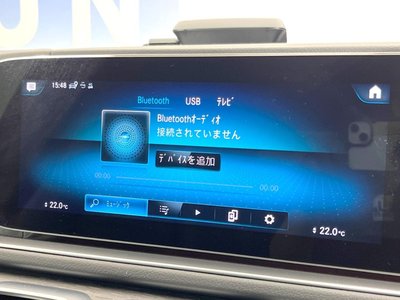 UN
15:48
Bluetooth USB テレビ
Bluetoothオーディオ
接続されていません
デバイスを追加
00:00 00:00
ミュージック
22.0℃ 22.0℃